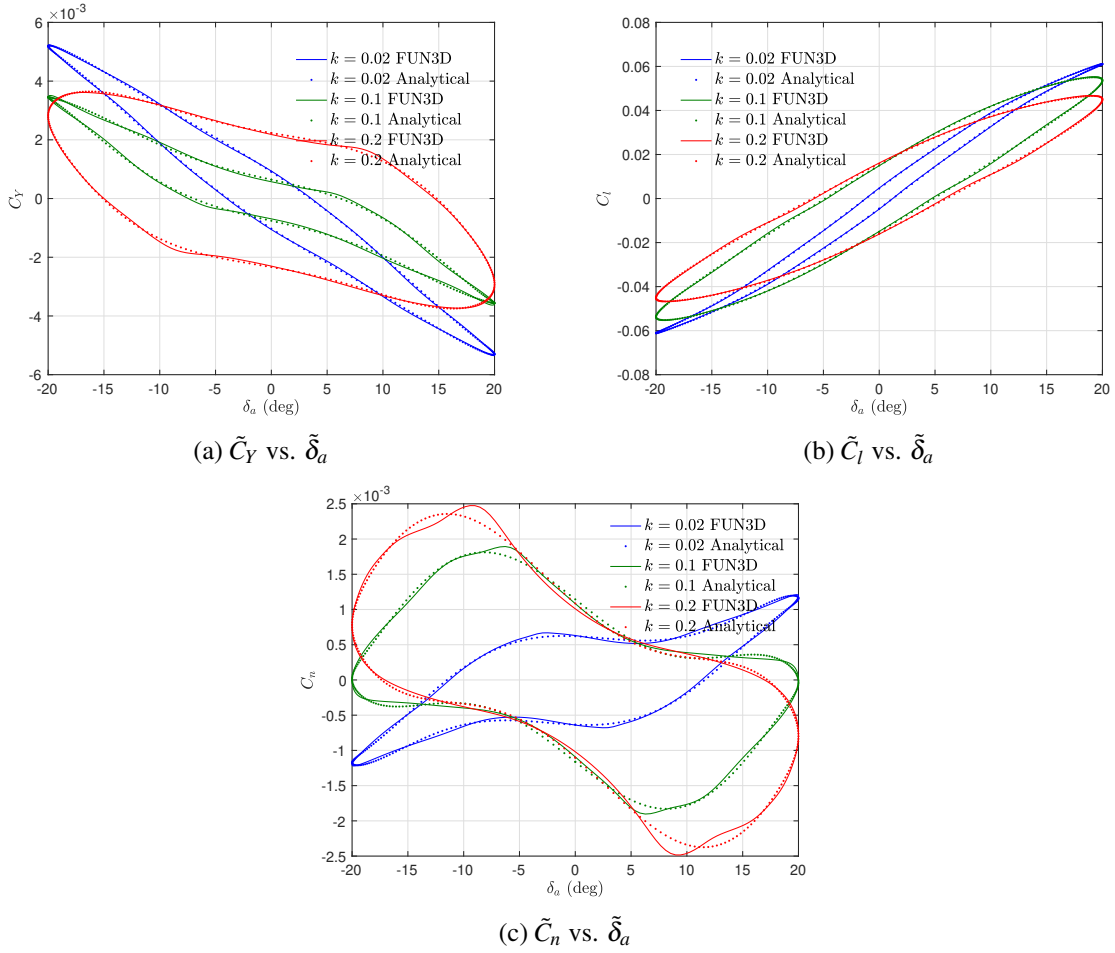 ×10⁻³
6
4
2
0
-2
-4
-6
-20 -15 -10 -5 0 5 10 15 20
δₐ (deg)
C_Y
k = 0.02 FUN3D
k = 0.02 Analytical
k = 0.1 FUN3D
k = 0.1 Analytical
k = 0.2 FUN3D
k = 0.2 Analytical
(a) C̃_Y vs. δ̃ₐ
0.08
0.06
0.04
0.02
0
-0.02
-0.04
-0.06
-0.08
-20 -15 -10 -5 0 5 10 15 20
δₐ (deg)
C_l
k = 0.02 FUN3D
k = 0.02 Analytical
k = 0.1 FUN3D
k = 0.1 Analytical
k = 0.2 FUN3D
k = 0.2 Analytical
(b) C̃_l vs. δ̃ₐ
×10⁻³
2.5
2
1.5
1
0.5
0
-0.5
-1
-1.5
-2
-2.5
-20 -15 -10 -5 0 5 10 15 20
δₐ (deg)
C_n
k = 0.02 FUN3D
k = 0.02 Analytical
k = 0.1 FUN3D
k = 0.1 Analytical
k = 0.2 FUN3D
k = 0.2 Analytical
(c) C̃_n vs. δ̃ₐ